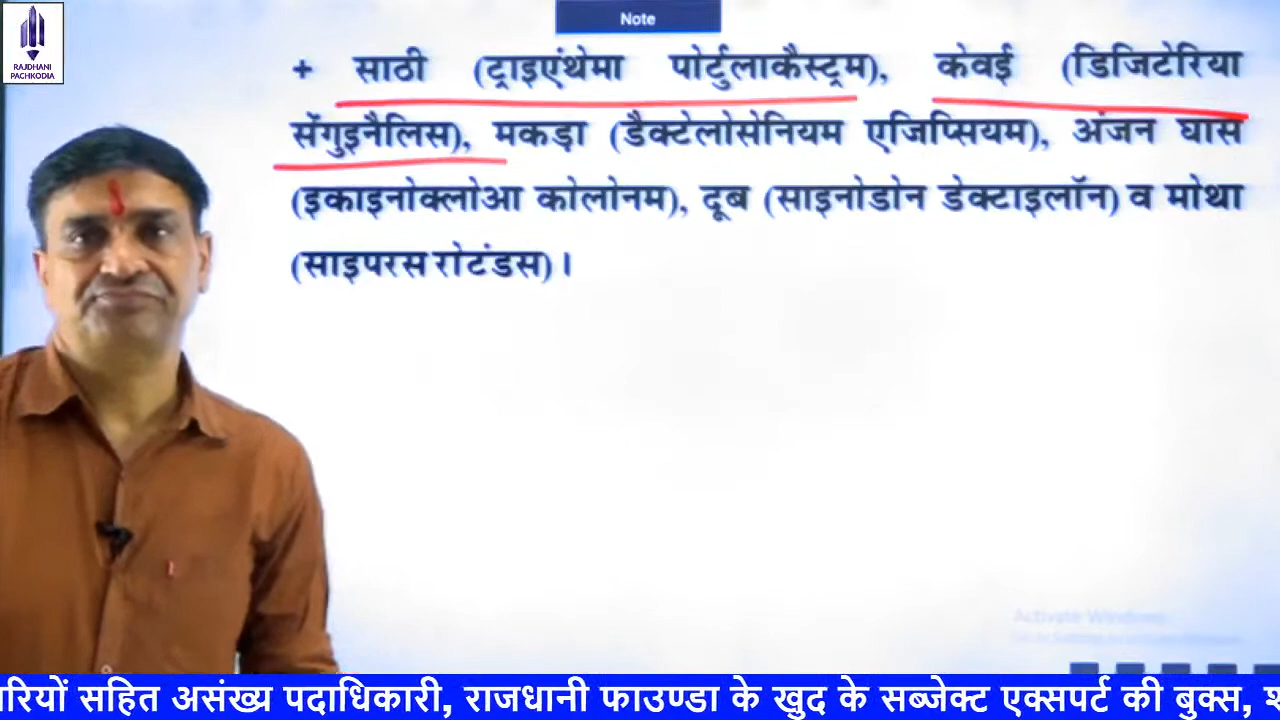 Note
RAJDHANI
PACHKODIA
+ साठी (ट्राइएंथेमा पोर्टुलाकैस्ट्रम), केवई (डिजिटेरिया
सेंगुइनैलिस), मकड़ा (डैक्टेलोसेनियम एजिप्सियम), अंजन घास
(इकाइनोक्लोआ कोलोनम), दूब (साइनोडोन डेक्टाइलॉन) व मोथा
(साइपरस रोटंडस)।
Activate Windows
रियों सहित असंख्य पदाधिकारी, राजधानी फाउण्डा के खुद के सब्जेक्ट एक्सपर्ट की बुक्स,